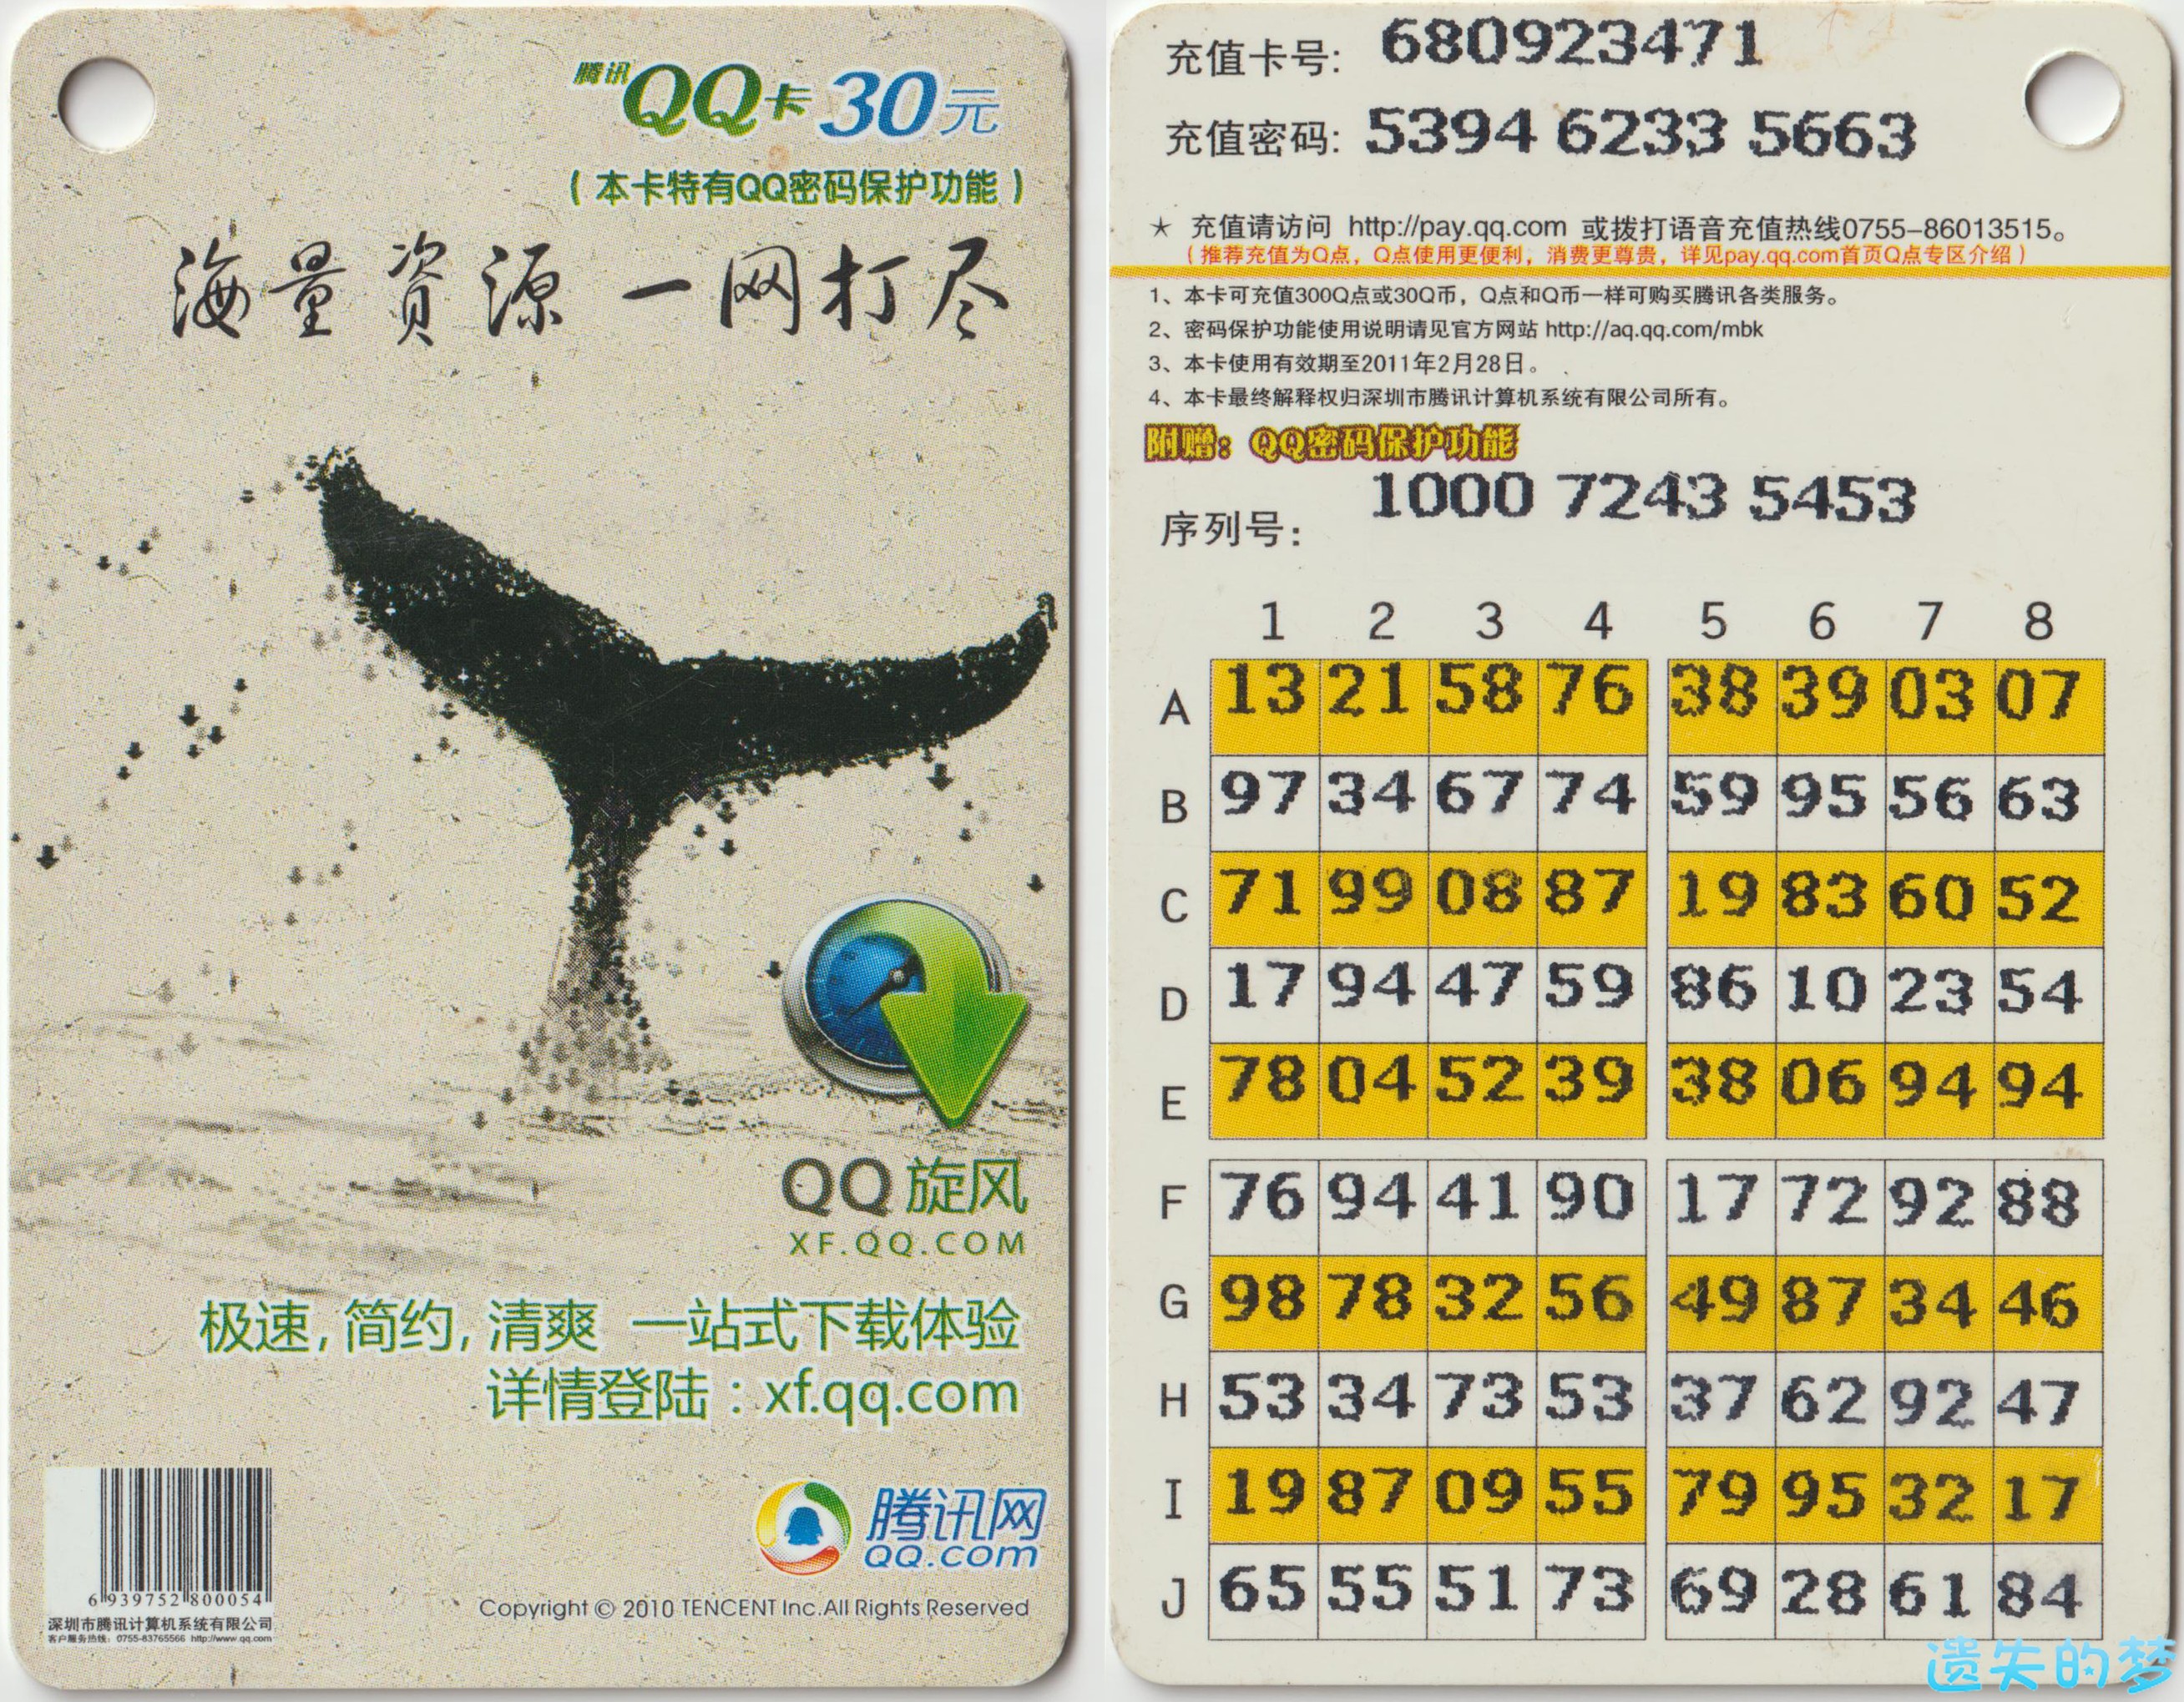 腾讯QQ卡 30元
(本卡特有QQ密码保护功能)
海量資源 一网打尽
QQ旋风
XF.QQ.COM
极速,简约,清爽 一站式下载体验
详情登陆:xf.qq.com
腾讯网
QQ.com
6 939752 800054
深圳市腾讯计算机系统有限公司
客户服务热线:0755-83765566 http://www.qq.com
Copyright © 2010 TENCENT Inc.All Rights Reserved
充值卡号: 680923471
充值密码: 5394 6233 5663
★ 充值请访问 http://pay.qq.com 或拨打语音充值热线0755-86013515。
(推荐充值为Q点,Q点使用更便利,消费更尊贵,详见pay.qq.com首页Q点专区介绍)
1、本卡可充值300Q点或30Q币,Q点和Q币一样可购买腾讯各类服务。
2、密码保护功能使用说明请见官方网站 http://aq.qq.com/mbk
3、本卡使用有效期至2011年2月28日。
4、本卡最终解释权归深圳市腾讯计算机系统有限公司所有。
附赠:QQ密码保护功能
序列号: 1000 7243 5453
1 2 3 4 5 6 7 8
A 13 21 58 76 38 39 03 07
B 97 34 67 74 59 95 56 63
C 71 99 08 87 19 83 60 52
D 17 94 47 59 86 10 23 54
E 78 04 52 39 38 06 94 94
F 76 94 41 90 17 72 92 88
G 98 78 32 56 49 87 34 46
H 53 34 73 53 37 62 92 47
I 19 87 09 55 79 95 32 17
J 65 55 51 73 69 28 61 84
遗失的梦